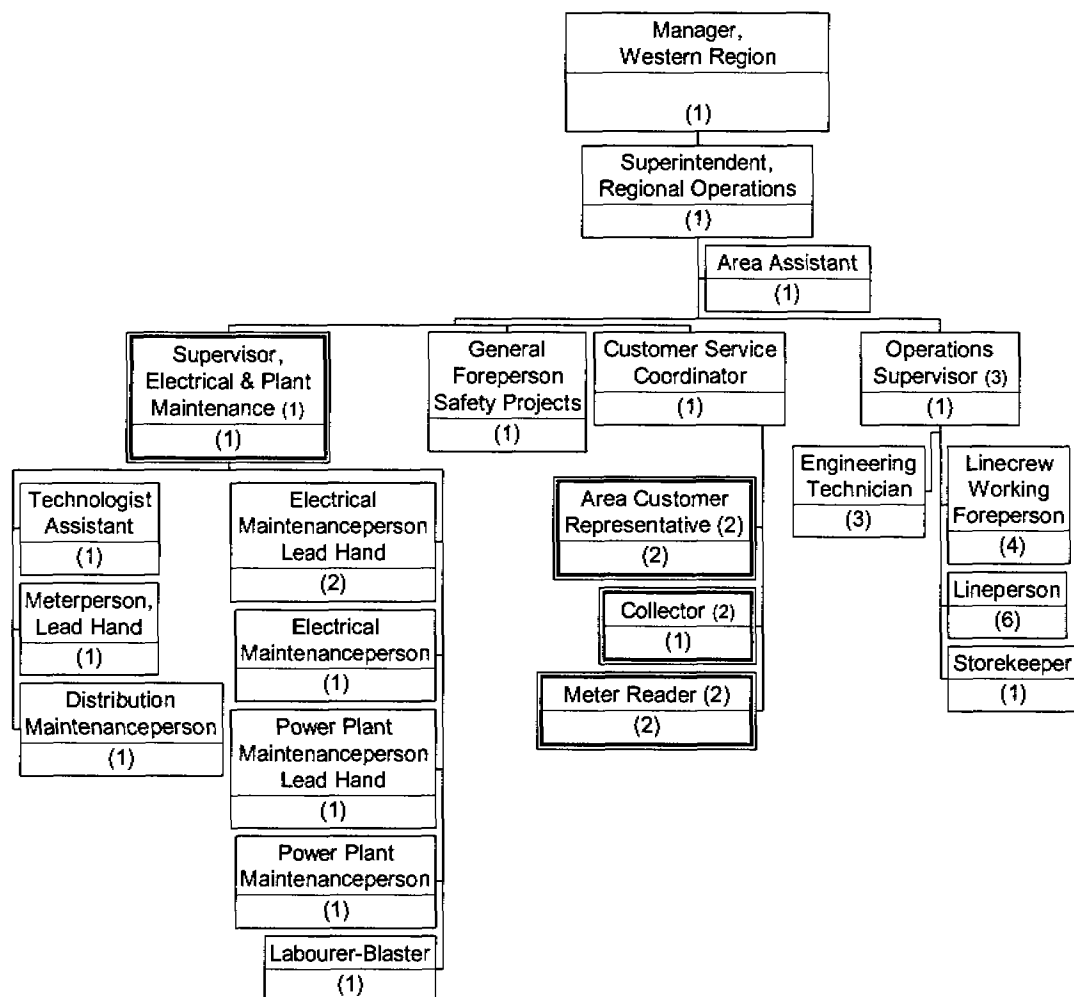 Manager,
Western Region
(1)
Superintendent,
Regional Operations
(1)
Area Assistant
(1)
Supervisor,
Electrical & Plant
Maintenance (1)
(1)
General
Foreperson
Safety Projects
(1)
Customer Service
Coordinator
(1)
Operations
Supervisor (3)
(1)
Technologist
Assistant
(1)
Meterperson,
Lead Hand
(1)
Distribution
Maintenanceperson
(1)
Electrical
Maintenanceperson
Lead Hand
(2)
Electrical
Maintenanceperson
(1)
Power Plant
Maintenanceperson
Lead Hand
(1)
Power Plant
Maintenanceperson
(1)
Labourer-Blaster
(1)
Area Customer
Representative (2)
(2)
Collector (2)
(1)
Meter Reader (2)
(2)
Engineering
Technician
(3)
Linecrew
Working
Foreperson
(4)
Lineperson
(6)
Storekeeper
(1)